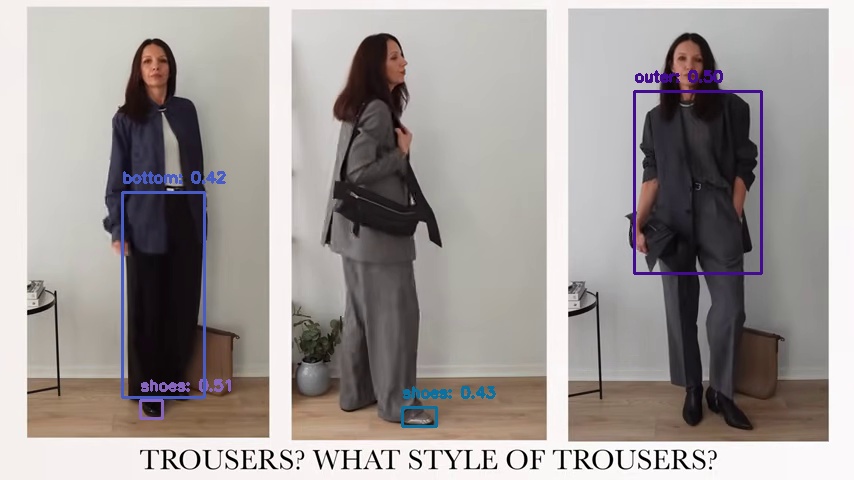 outer: 0.50
bottom: 0.42
shoes: 0.51
shoes: 0.43
TROUSERS? WHAT STYLE OF TROUSERS?